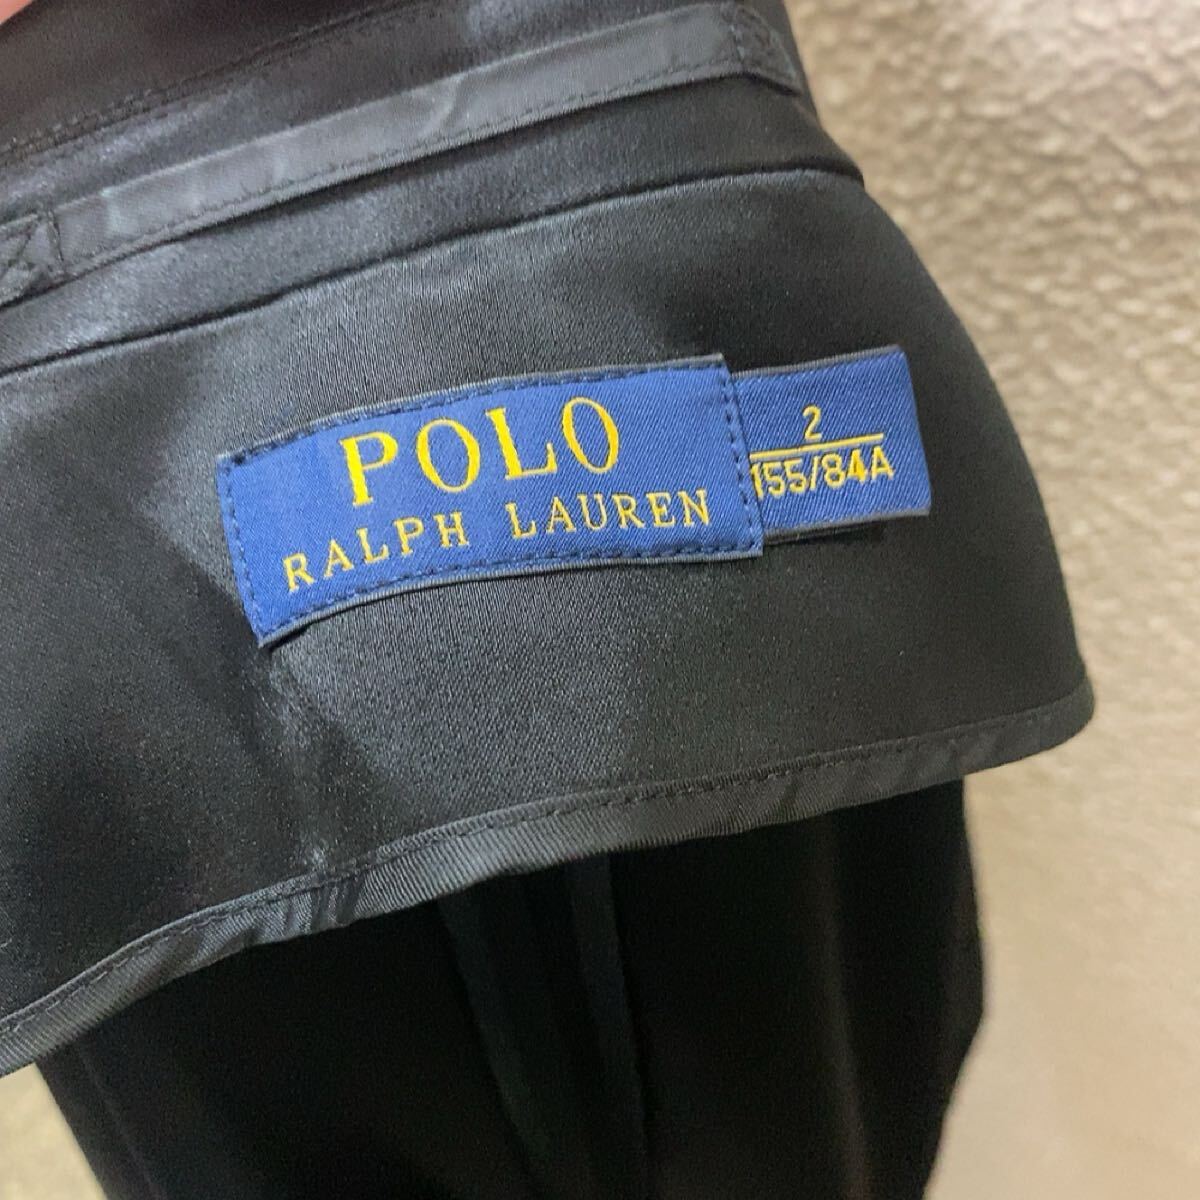 POLO
RALPH LAUREN
2
155/84A